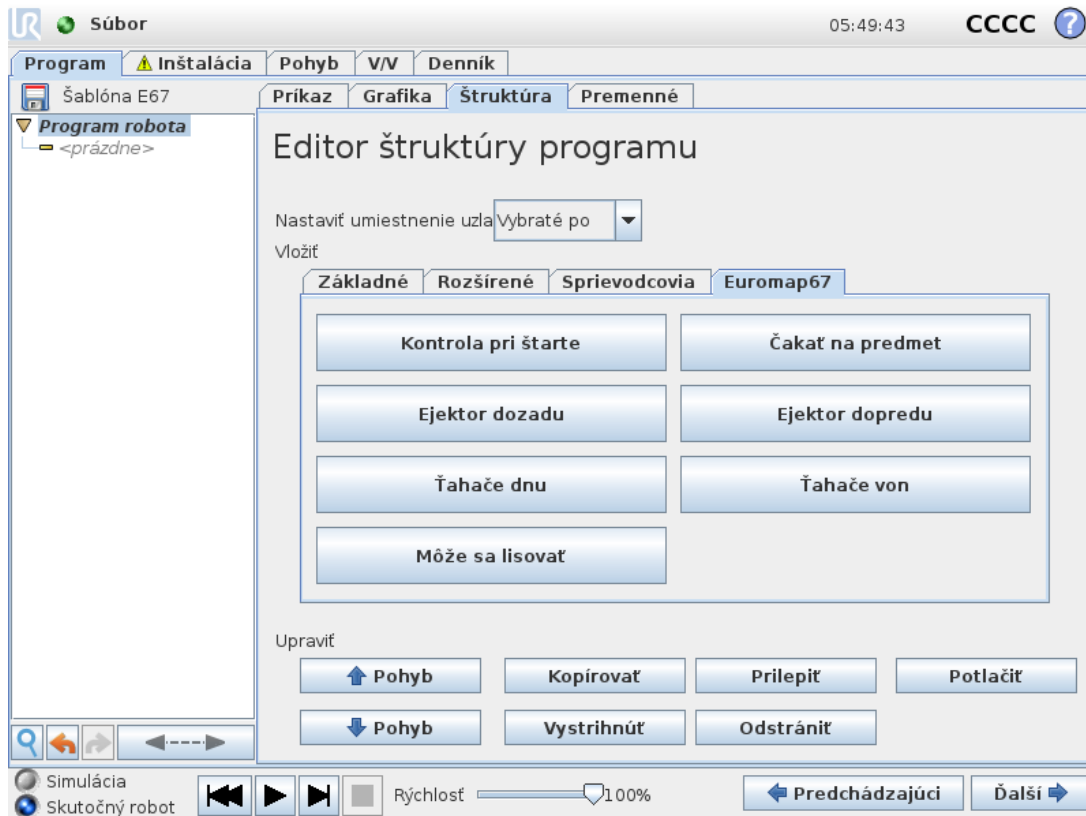 UR Súbor 05:49:43 CCCC ?
Program Inštalácia Pohyb V/V Denník
Šablóna E67 Príkaz Grafika Štruktúra Premenné
Program robota
<prázdne>
Editor štruktúry programu
Nastaviť umiestnenie uzla Vybraté po
Vložiť
Základné Rozšírené Sprievodcovia Euromap67
Kontrola pri štarte Čakať na predmet
Ejektor dozadu Ejektor dopredu
Ťahače dnu Ťahače von
Môže sa lisovať
Upraviť
Pohyb Kopírovať Prilepiť Potlačiť
Pohyb Vystrihnúť Odstrániť
Simulácia
Skutočný robot
Rýchlosť 100% Predchádzajúci Ďalší